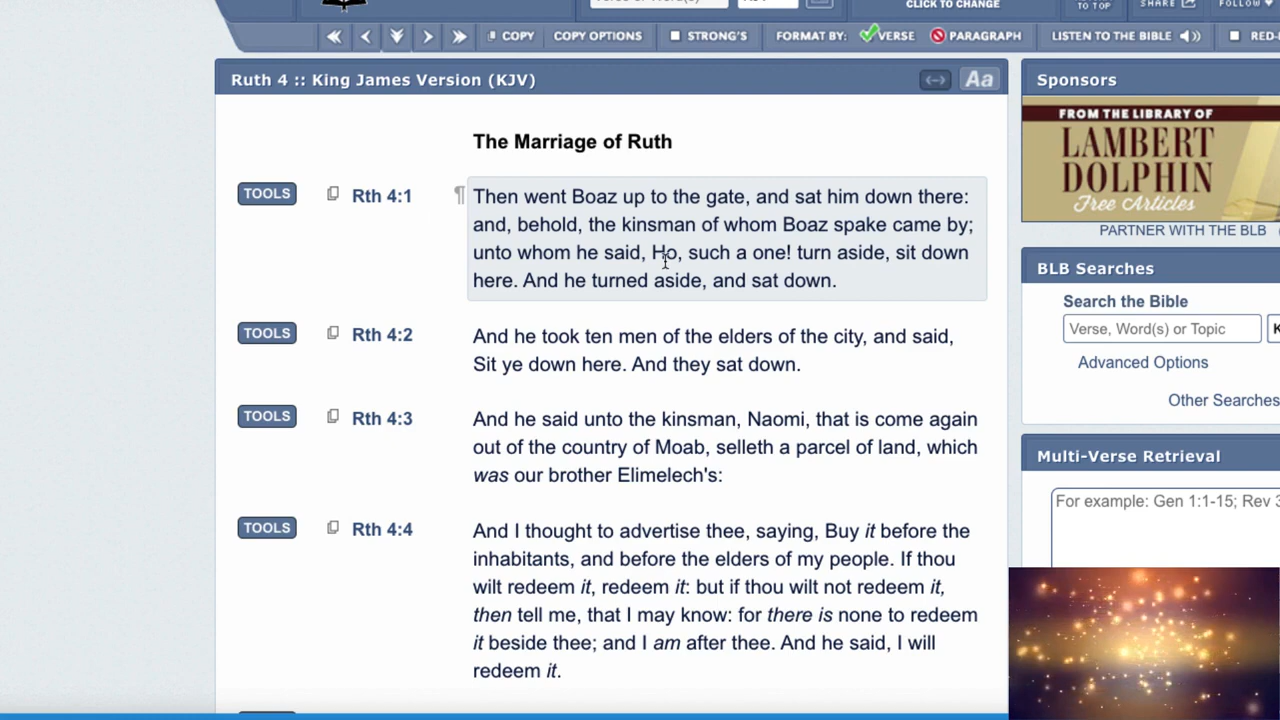 CLICK TO CHANGE
TO TOP
SHARE
FOLLOW
COPY
COPY OPTIONS
STRONG'S
FORMAT BY:
VERSE
PARAGRAPH
LISTEN TO THE BIBLE
RED-
Ruth 4 :: King James Version (KJV)
Aa
The Marriage of Ruth
TOOLS
Rth 4:1
¶
Then went Boaz up to the gate, and sat him down there:
and, behold, the kinsman of whom Boaz spake came by;
unto whom he said, Ho, such a one! turn aside, sit down
here. And he turned aside, and sat down.
TOOLS
Rth 4:2
And he took ten men of the elders of the city, and said,
Sit ye down here. And they sat down.
TOOLS
Rth 4:3
And he said unto the kinsman, Naomi, that is come again
out of the country of Moab, selleth a parcel of land, which
was our brother Elimelech's:
TOOLS
Rth 4:4
And I thought to advertise thee, saying, Buy it before the
inhabitants, and before the elders of my people. If thou
wilt redeem it, redeem it: but if thou wilt not redeem it,
then tell me, that I may know: for there is none to redeem
it beside thee; and I am after thee. And he said, I will
redeem it.
Sponsors
FROM THE LIBRARY OF
LAMBERT
DOLPHIN
Free Articles
PARTNER WITH THE BLB
BLB Searches
Search the Bible
Verse, Word(s) or Topic
K
Advanced Options
Other Searches
Multi-Verse Retrieval
For example: Gen 1:1-15; Rev 3